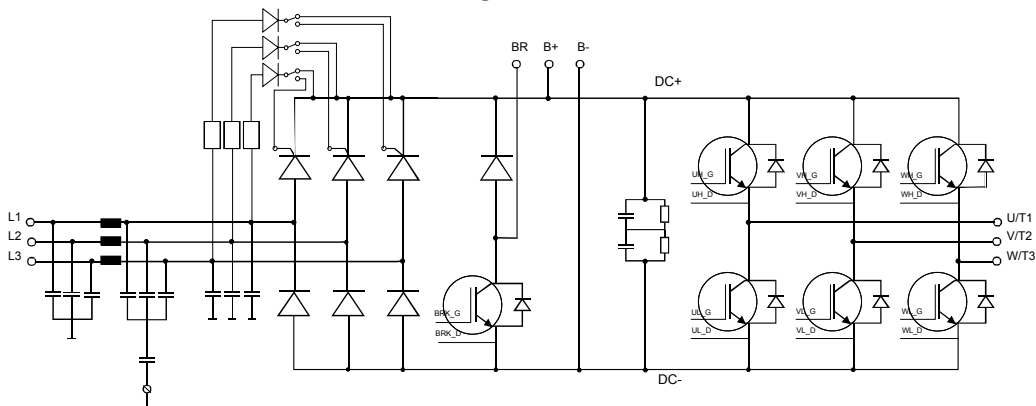 BR B+ B-
DC+
UH_G VH_G WH_G
UH_D VH_D WH_D
L1
U/T1
L2
V/T2
L3
W/T3
BRK_G
BRK_D
UL_G VL_G WL_G
UL_D VL_D WL_D
DC-